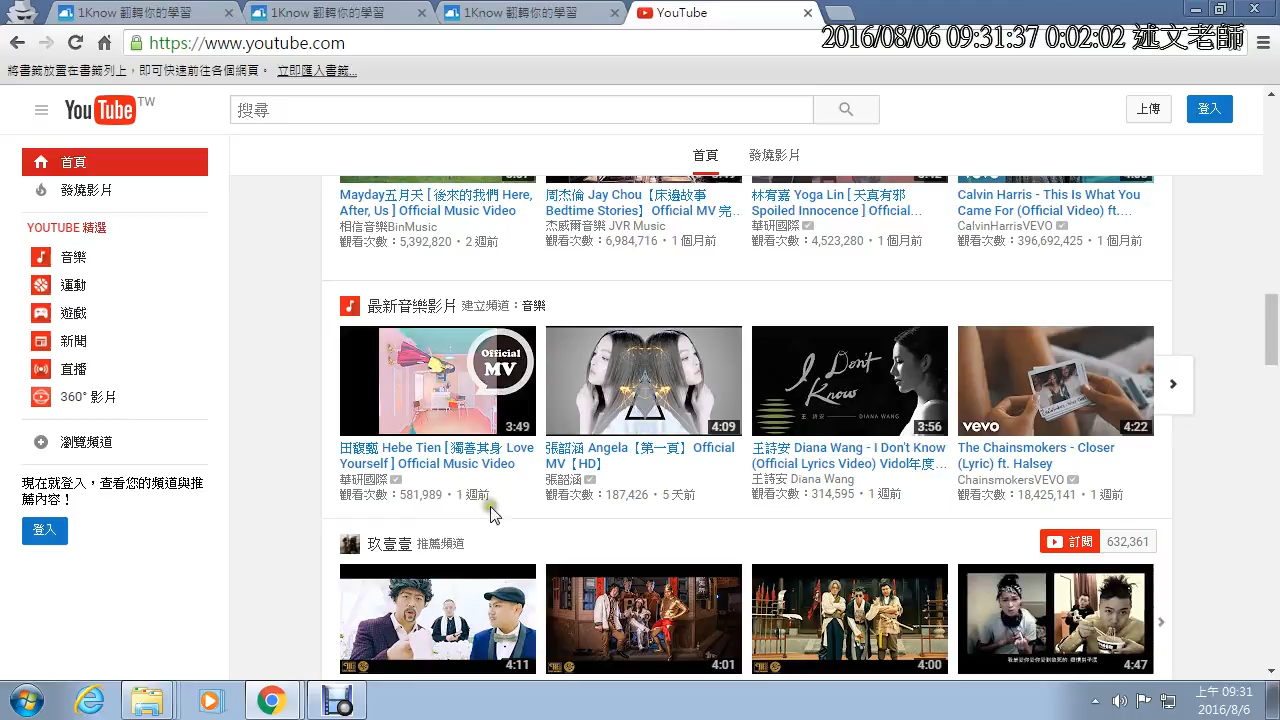 1Know 翻轉你的學習
1Know 翻轉你的學習
1Know 翻轉你的學習
YouTube
https://www.youtube.com
2016/08/06 09:31:37 0:02:02 述文老師
將書籤放置在書籤列上，即可快速前往各個網頁。 立即匯入書籤...
YouTube TW
搜尋
上傳
登入
首頁
發燒影片
首頁
發燒影片
YOUTUBE 精選
音樂
運動
遊戲
新聞
直播
360° 影片
瀏覽頻道
現在就登入，查看您的頻道與推
薦內容！
登入
Mayday五月天 [ 後來的我們 Here,
After, Us ] Official Music Video
相信音樂BinMusic
觀看次數：5,392,820 • 2 週前
周杰倫 Jay Chou【床邊故事
Bedtime Stories】Official MV 完...
杰威爾音樂 JVR Music
觀看次數：6,984,716 • 1 個月前
林宥嘉 Yoga Lin [ 天真有邪
Spoiled Innocence ] Official...
華研國際
觀看次數：4,523,280 • 1 個月前
Calvin Harris - This Is What You
Came For (Official Video) ft....
CalvinHarrisVEVO
觀看次數：396,692,425 • 1 個月前
最新音樂影片 建立頻道：音樂
Official
MV
3:49
4:09
I Don't
Know
王 詩安 DIANA WANG
3:56
vevo
4:22
田馥甄 Hebe Tien [ 獨善其身 Love
Yourself ] Official Music Video
華研國際
觀看次數：581,989 • 1 週前
張韶涵 Angela【第一頁】Official
MV【HD】
張韶涵
觀看次數：187,426 • 5 天前
王詩安 Diana Wang - I Don't Know
(Official Lyrics Video) Vidol年度...
王詩安 Diana Wang
觀看次數：314,595 • 1 週前
The Chainsmokers - Closer
(Lyric) ft. Halsey
ChainsmokersVEVO
觀看次數：18,425,141 • 1 週前
玖壹壹 推薦頻道
訂閱 632,361
4:11
4:01
4:00
4:47
上午 09:31
2016/8/6